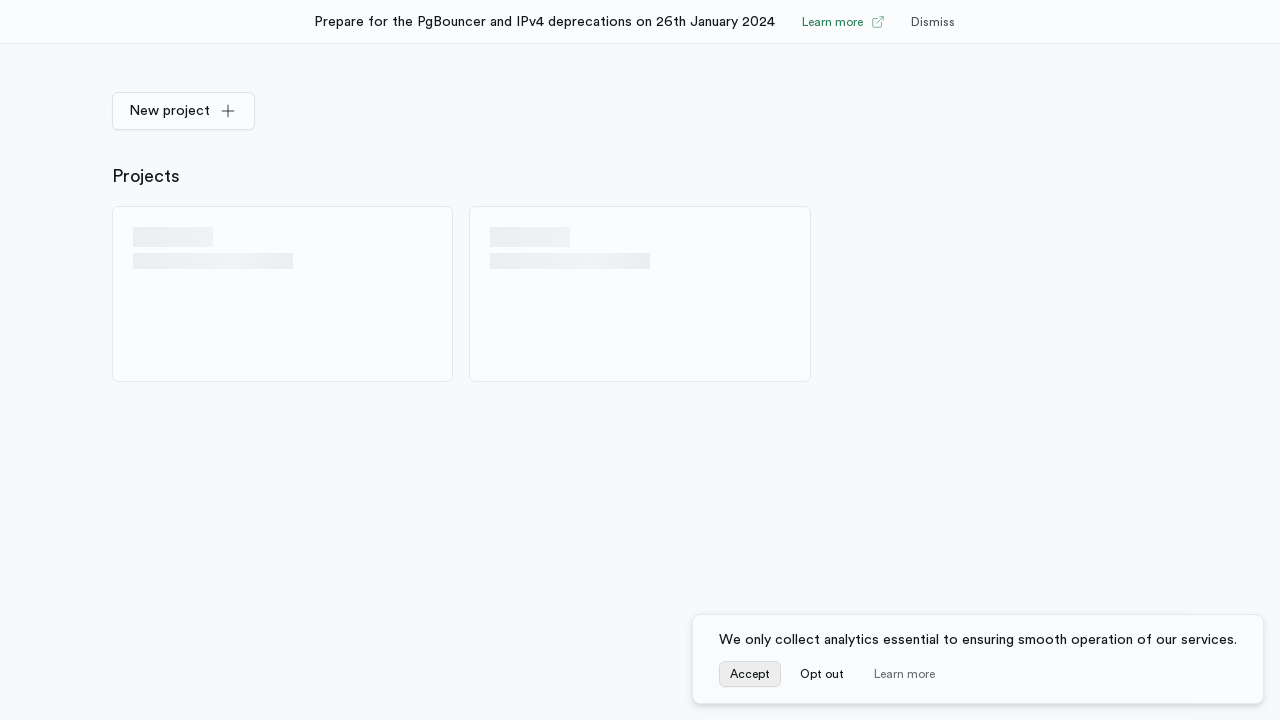 Prepare for the PgBouncer and IPv4 deprecations on 26th January 2024 Learn more Dismiss
New project
Projects
We only collect analytics essential to ensuring smooth operation of our services.
Accept Opt out Learn more